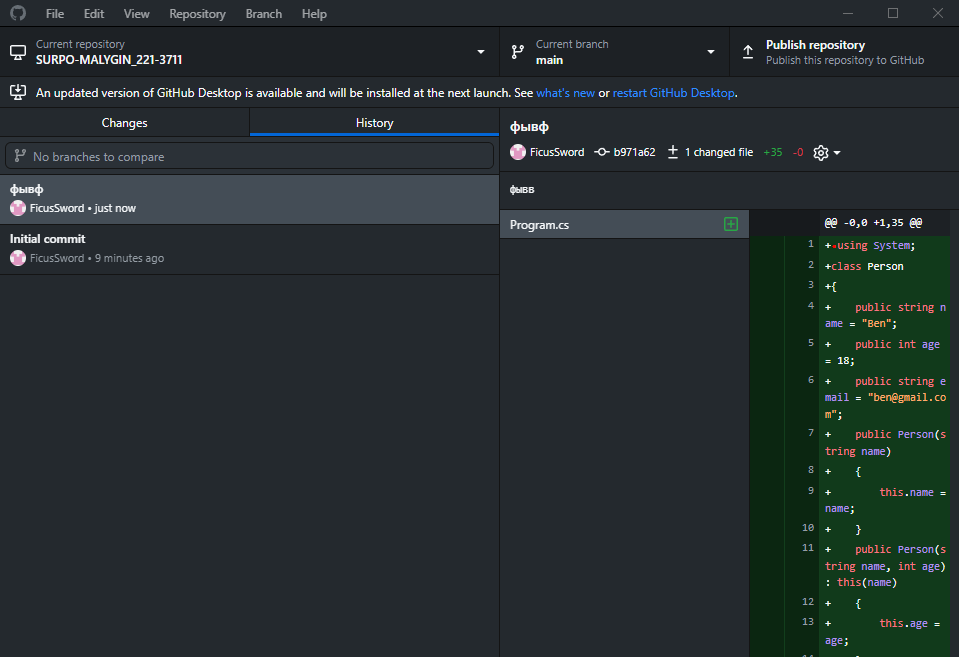 File Edit View Repository Branch Help
Current repository
SURPO-MALYGIN_221-3711
Current branch
main
Publish repository
Publish this repository to GitHub
An updated version of GitHub Desktop is available and will be installed at the next launch. See what's new or restart GitHub Desktop.
Changes
History
No branches to compare
фывф
FicusSword • just now
Initial commit
FicusSword • 9 minutes ago
фывф
FicusSword b971a62 1 changed file +35 -0
фывв
Program.cs
@@ -0,0 +1,35 @@
1 +using System;
2 +class Person
3 +{
4 + public string n
ame = "Ben";
5 + public int age
= 18;
6 + public string e
mail = "ben@gmail.co
m";
7 + public Person(s
tring name)
8 + {
9 + this.name =
name;
10 + }
11 + public Person(s
tring name, int age)
: this(name)
12 + {
13 + this.age =
age;